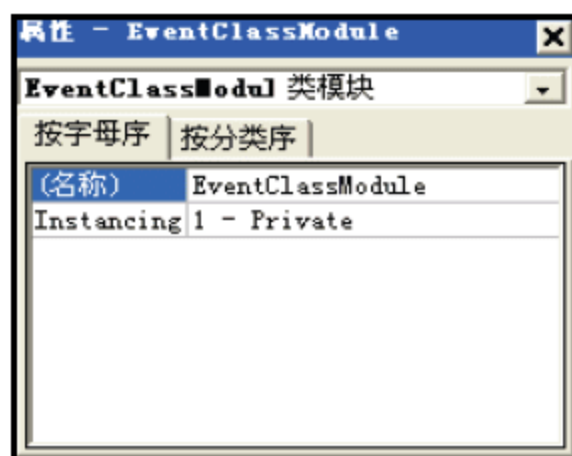 属性 - EventClassModule
EventClassModul 类模块
按字母序 按分类序
(名称) EventClassModule
Instancing 1 - Private